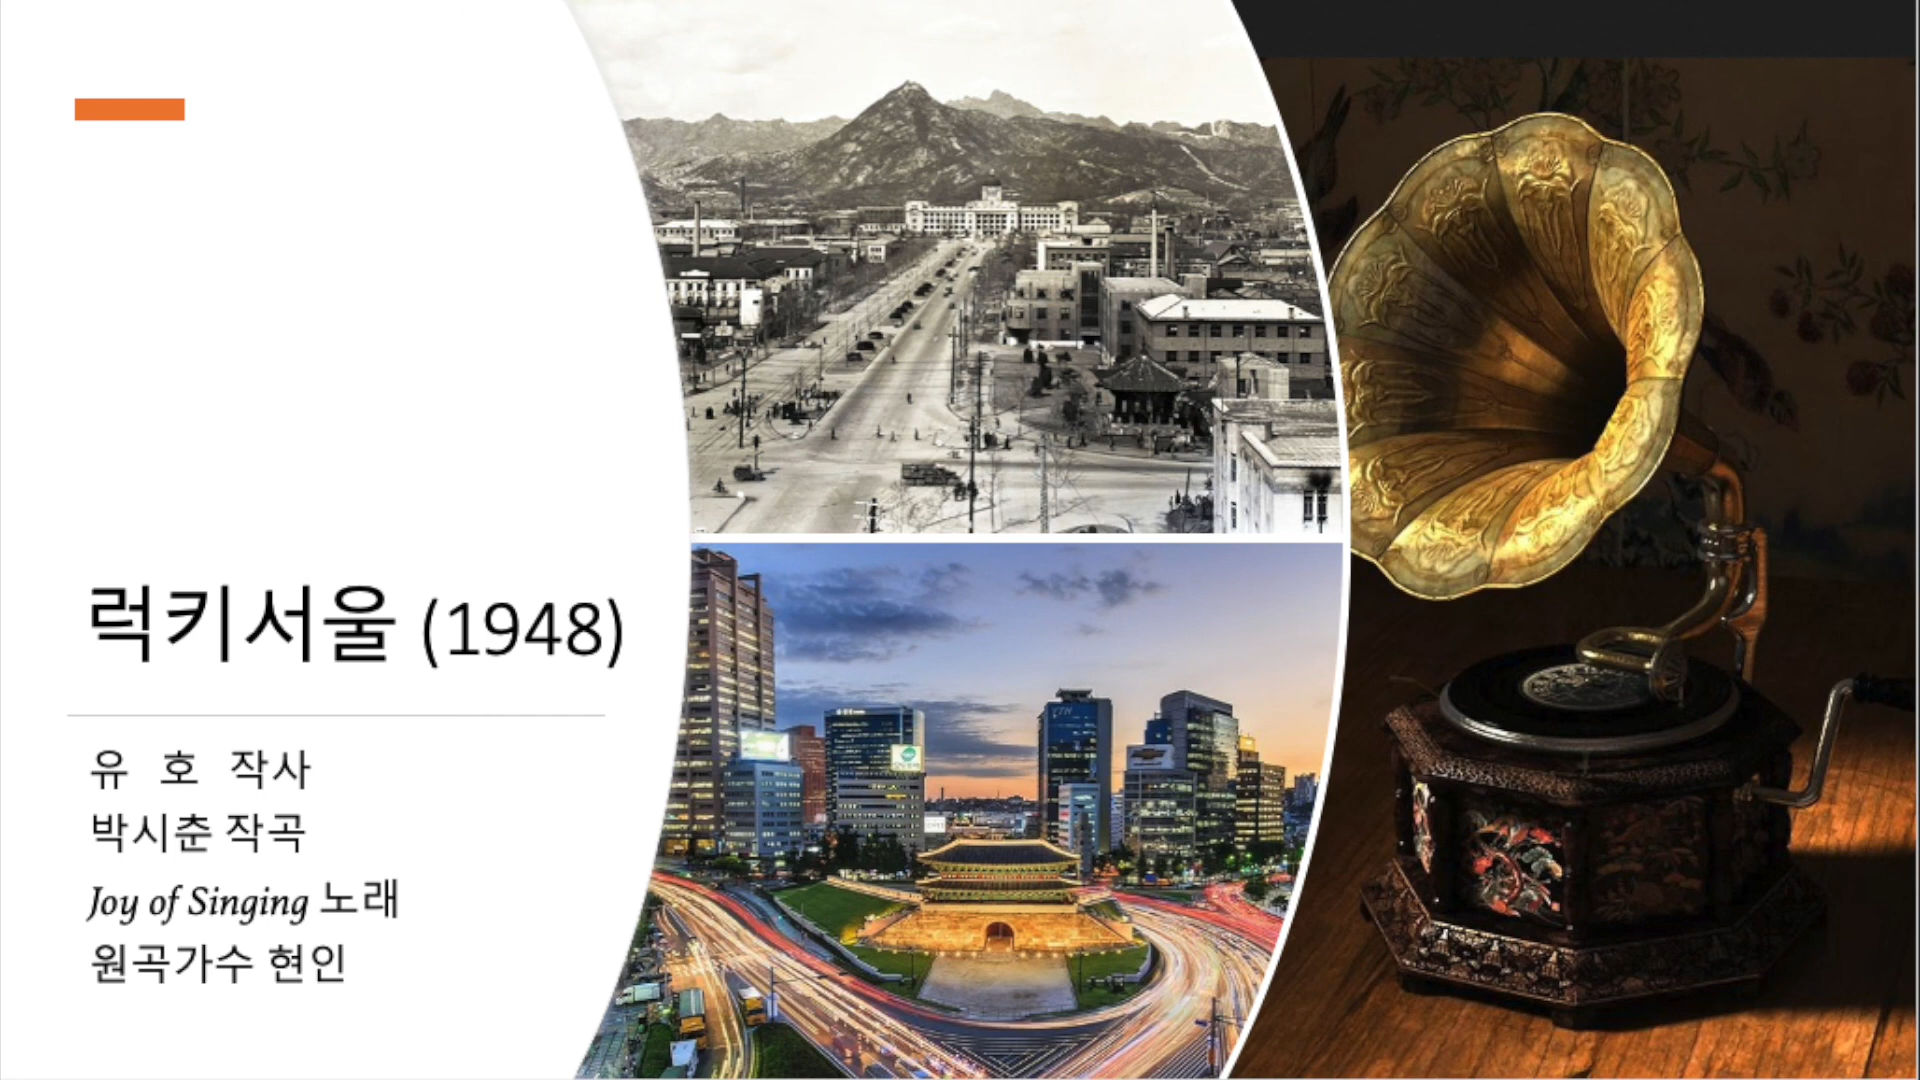 럭키서울 (1948)
유 호 작사
박시춘 작곡
Joy of Singing 노래
원곡가수 현인